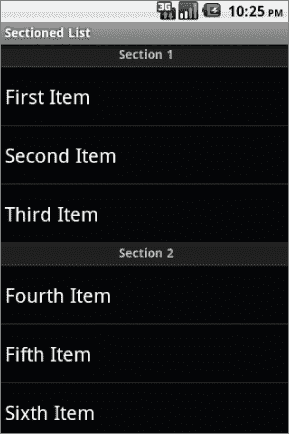 3G
10:25 PM
Sectioned List
Section 1
First Item
Second Item
Third Item
Section 2
Fourth Item
Fifth Item
Sixth Item